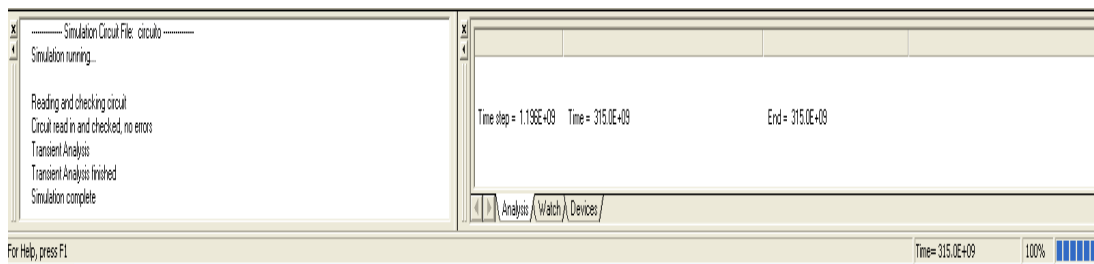 ------------- Simulation Circuit File: circuito -------------
Simulation running...
Reading and checking circuit
Circuit read in and checked, no errors
Transient Analysis
Transient Analysis finished
Simulation complete
Time step = 1.196E+09 Time = 315.0E+09 End = 315.0E+09
Analysis Watch Devices
For Help, press F1 Time= 315.0E+09 100%